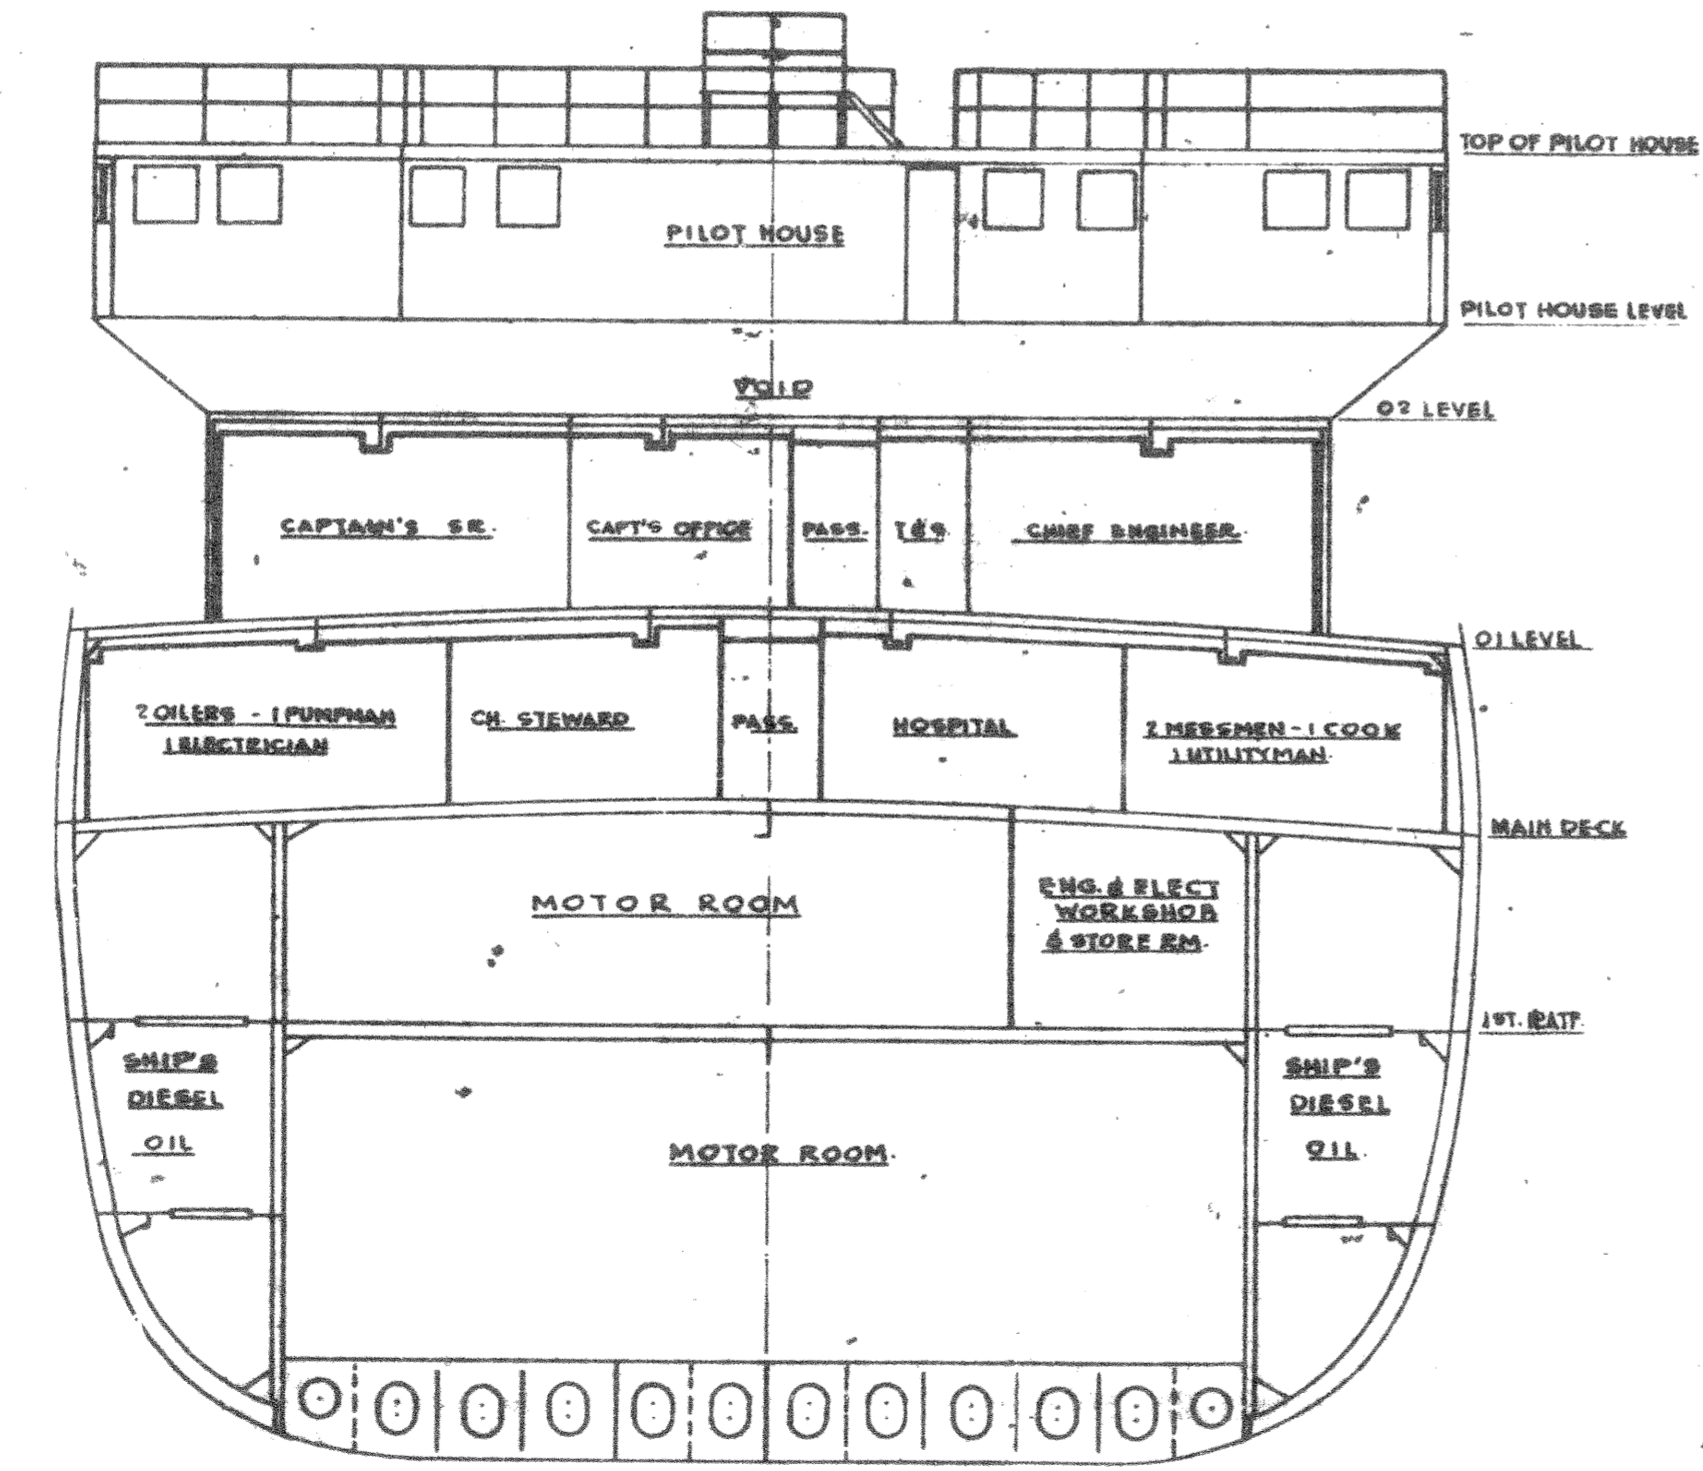 TOP OF PILOT HOUSE
PILOT HOUSE
PILOT HOUSE LEVEL
VOID
02 LEVEL
CAPTAIN'S SR.
CAPT'S OFFICE
PASS.
T & S.
CHIEF ENGINEER.
01 LEVEL
2 OILERS - 1 PUMPMAN
1 ELECTRICIAN
CH. STEWARD
PASS.
HOSPITAL
2 MESSMEN - 1 COOK
1 UTILITYMAN.
MAIN DECK
MOTOR ROOM
ENG. & ELECT
WORKSHOP
& STORE RM.
1ST. PLATF.
SHIP'S
DIESEL
OIL
MOTOR ROOM.
SHIP'S
DIESEL
OIL.